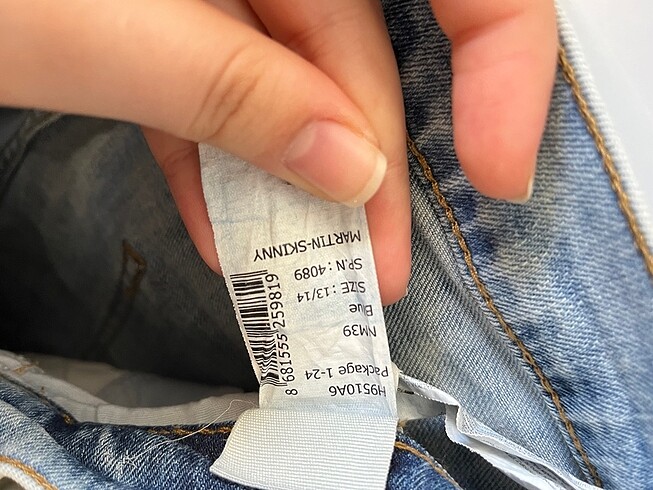 H9510A6
Package 1-24
NM39
Blue
SIZE : 13/14
SP.N : 4089
MARTIN-SKINNY
8 681555 259819